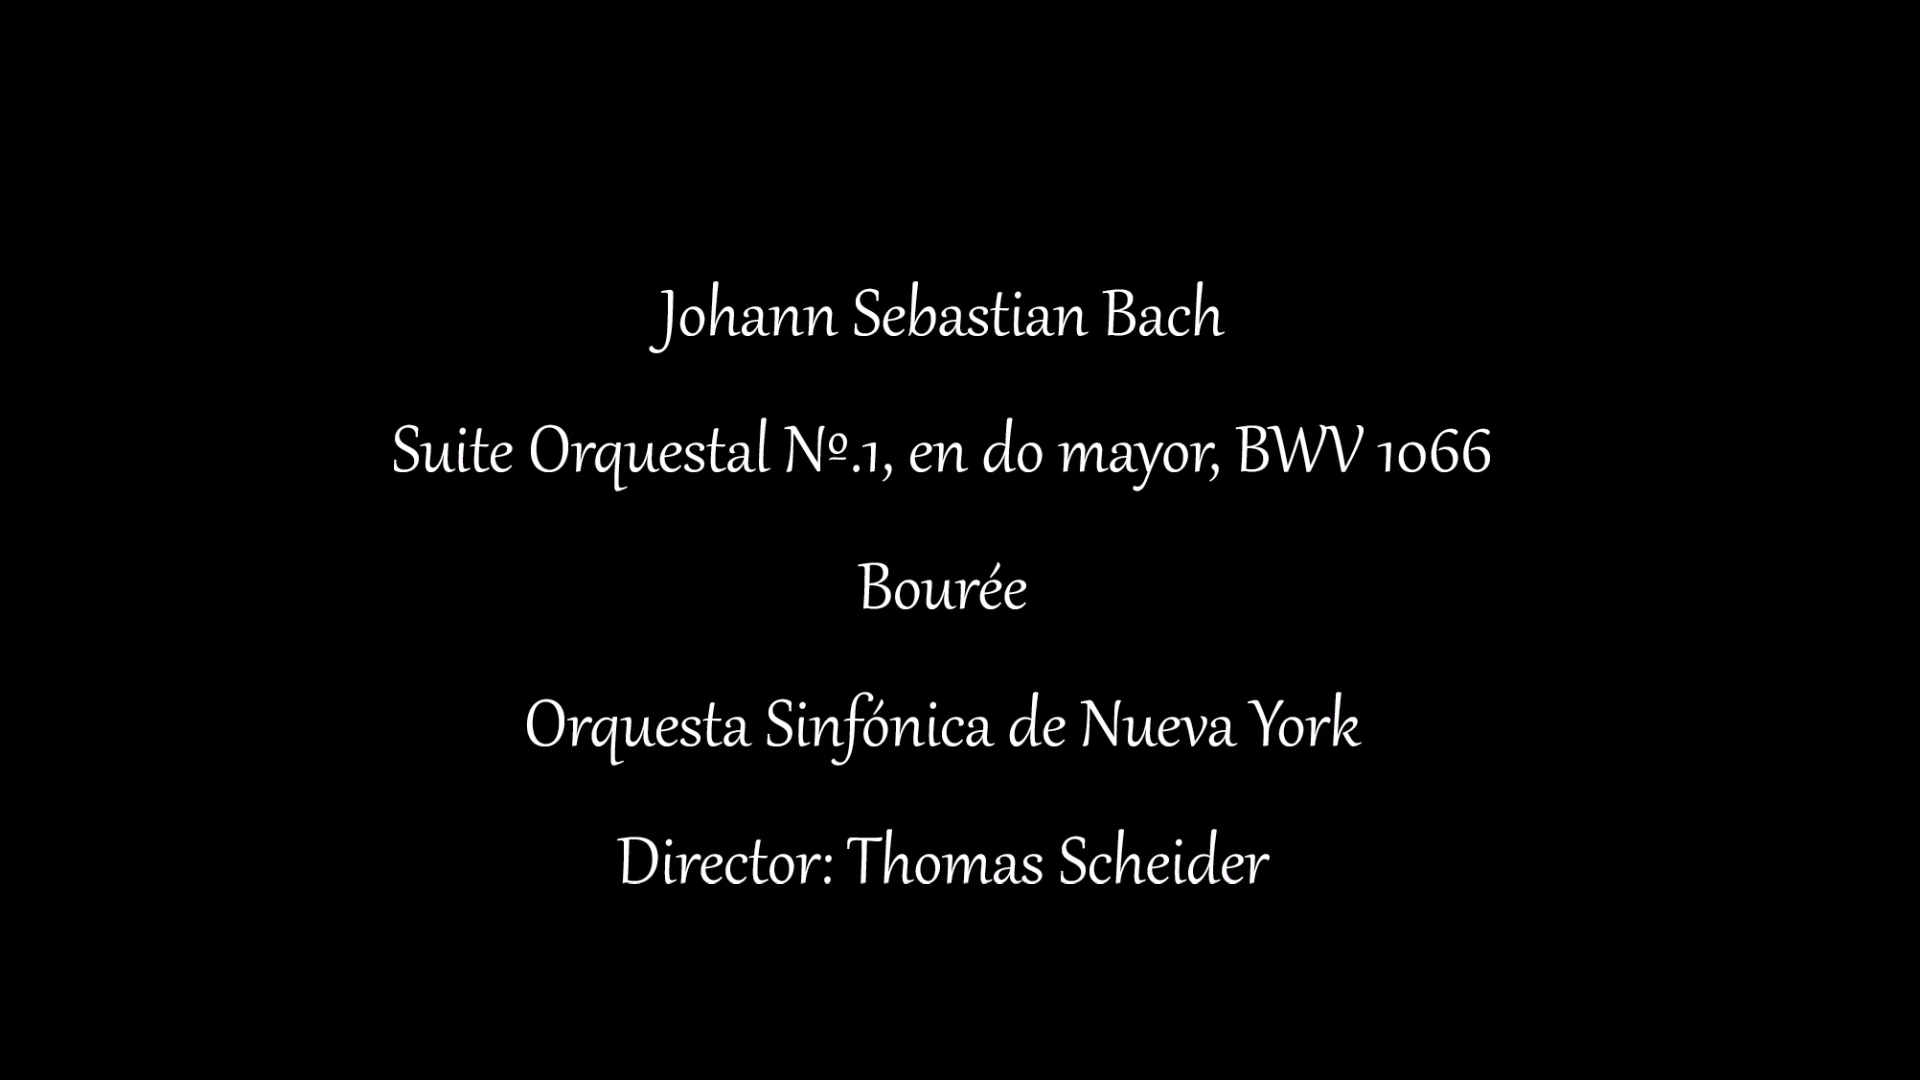 Johann Sebastian Bach
Suite Orquestal Nº.1, en do mayor, BWV 1066
Bourée
Orquesta Sinfónica de Nueva York
Director: Thomas Scheider